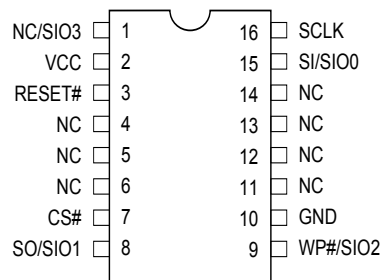 NC/SIO3 1 16 SCLK
VCC 2 15 SI/SIO0
RESET# 3 14 NC
NC 4 13 NC
NC 5 12 NC
NC 6 11 NC
CS# 7 10 GND
SO/SIO1 8 9 WP#/SIO2